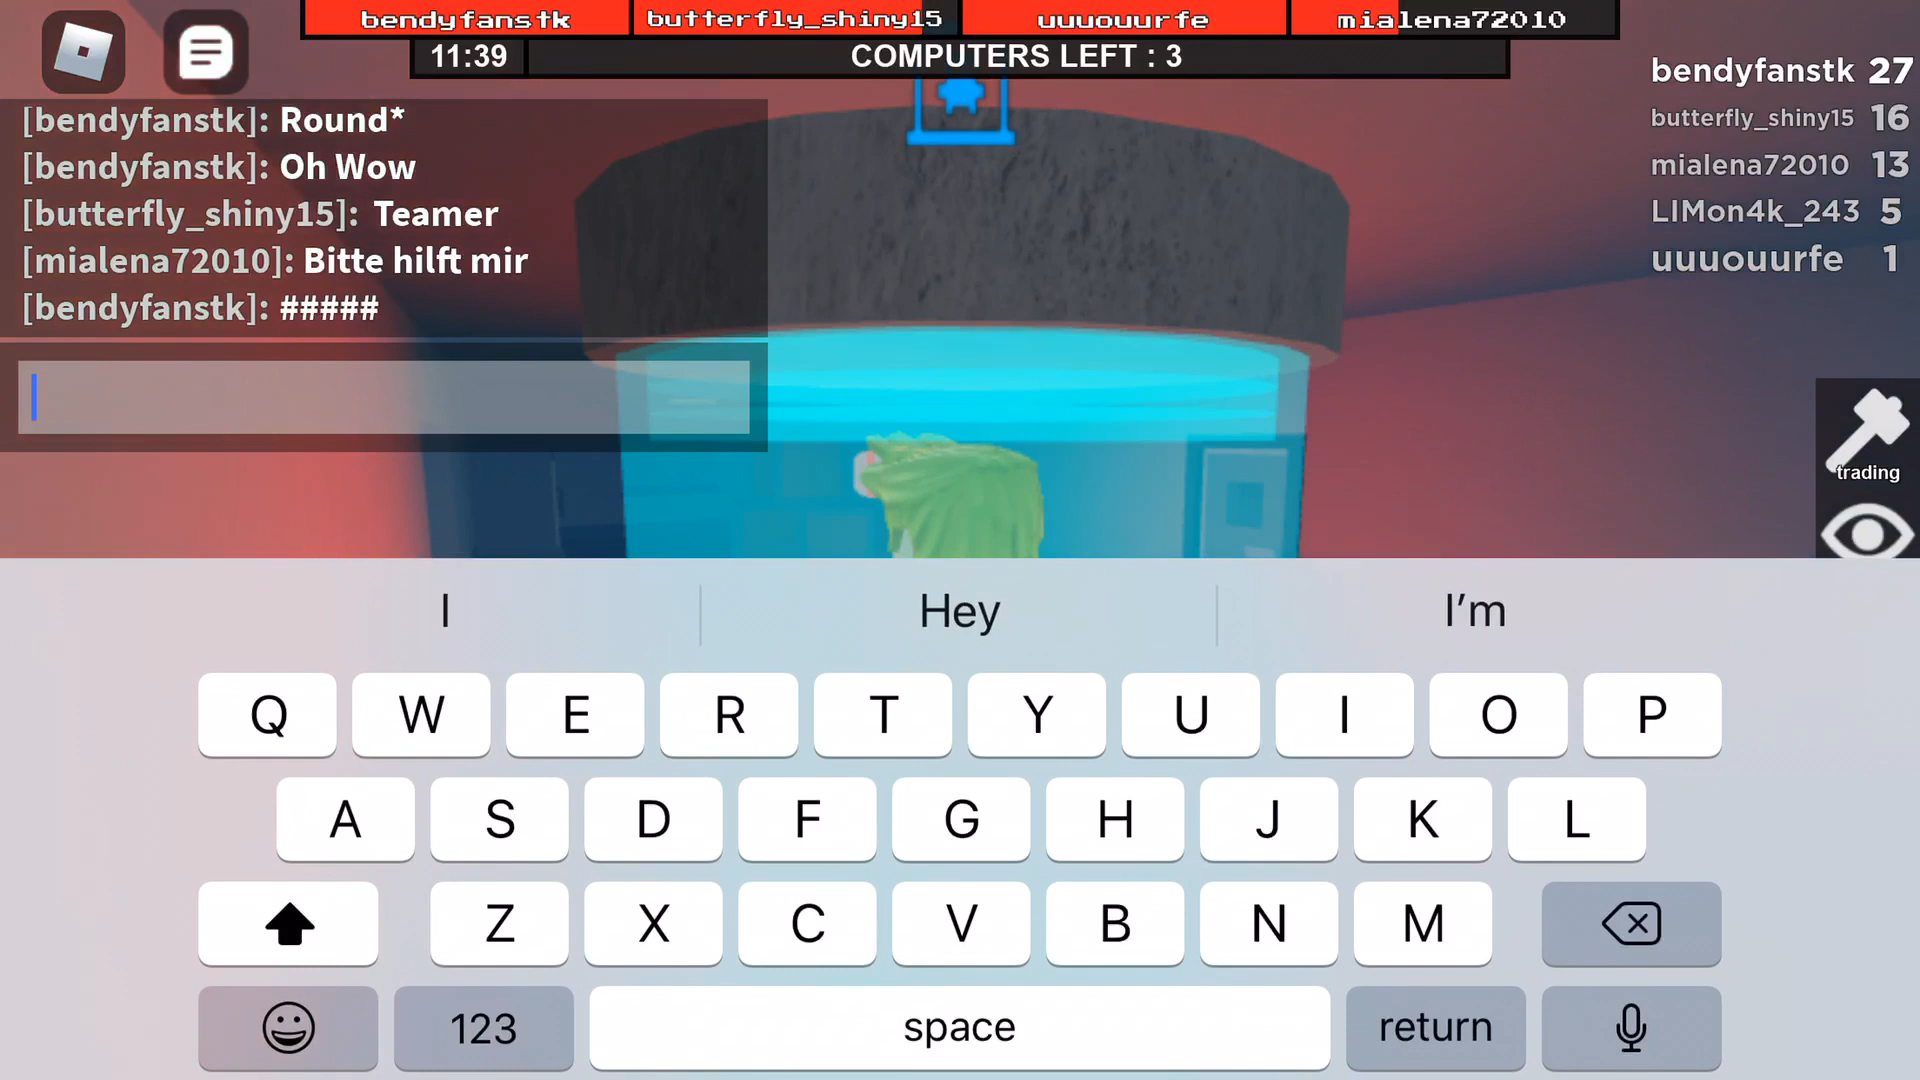 bendyfanstk butterfly_shiny15 uuuouurfe mialena72010
11:39 COMPUTERS LEFT : 3
bendyfanstk 27
butterfly_shiny15 16
mialena72010 13
LIMon4k_243 5
uuuouurfe 1
[bendyfanstk]: Round*
[bendyfanstk]: Oh Wow
[butterfly_shiny15]: Teamer
[mialena72010]: Bitte hilft mir
[bendyfanstk]: #####
trading
I Hey I’m
Q W E R T Y U I O P
A S D F G H J K L
Z X C V B N M
123 space return